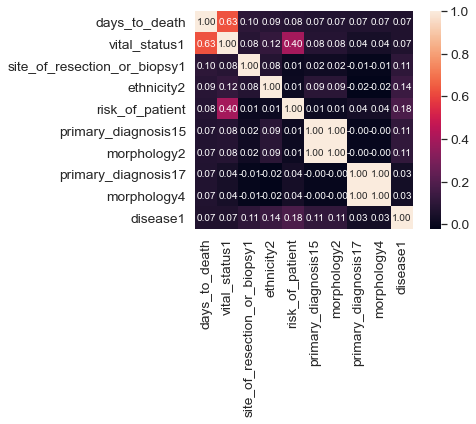 days_to_death 1.00 0.63 0.10 0.09 0.08 0.07 0.07 0.07 0.07 0.07
vital_status1 0.63 1.00 0.08 0.12 0.40 0.08 0.08 0.04 0.04 0.07
site_of_resection_or_biopsy1 0.10 0.08 1.00 0.08 0.01 0.02 0.02 -0.01 -0.01 0.11
ethnicity2 0.09 0.12 0.08 1.00 0.01 0.09 0.09 -0.02 -0.02 0.14
risk_of_patient 0.08 0.40 0.01 0.01 1.00 0.01 0.01 0.04 0.04 0.18
primary_diagnosis15 0.07 0.08 0.02 0.09 0.01 1.00 1.00 -0.00 -0.00 0.11
morphology2 0.07 0.08 0.02 0.09 0.01 1.00 1.00 -0.00 -0.00 0.11
primary_diagnosis17 0.07 0.04 -0.01 -0.02 0.04 -0.00 -0.00 1.00 1.00 0.03
morphology4 0.07 0.04 -0.01 -0.02 0.04 -0.00 -0.00 1.00 1.00 0.03
disease1 0.07 0.07 0.11 0.14 0.18 0.11 0.11 0.03 0.03 1.00
days_to_death
vital_status1
site_of_resection_or_biopsy1
ethnicity2
risk_of_patient
primary_diagnosis15
morphology2
primary_diagnosis17
morphology4
disease1
1.0
0.8
0.6
0.4
0.2
0.0